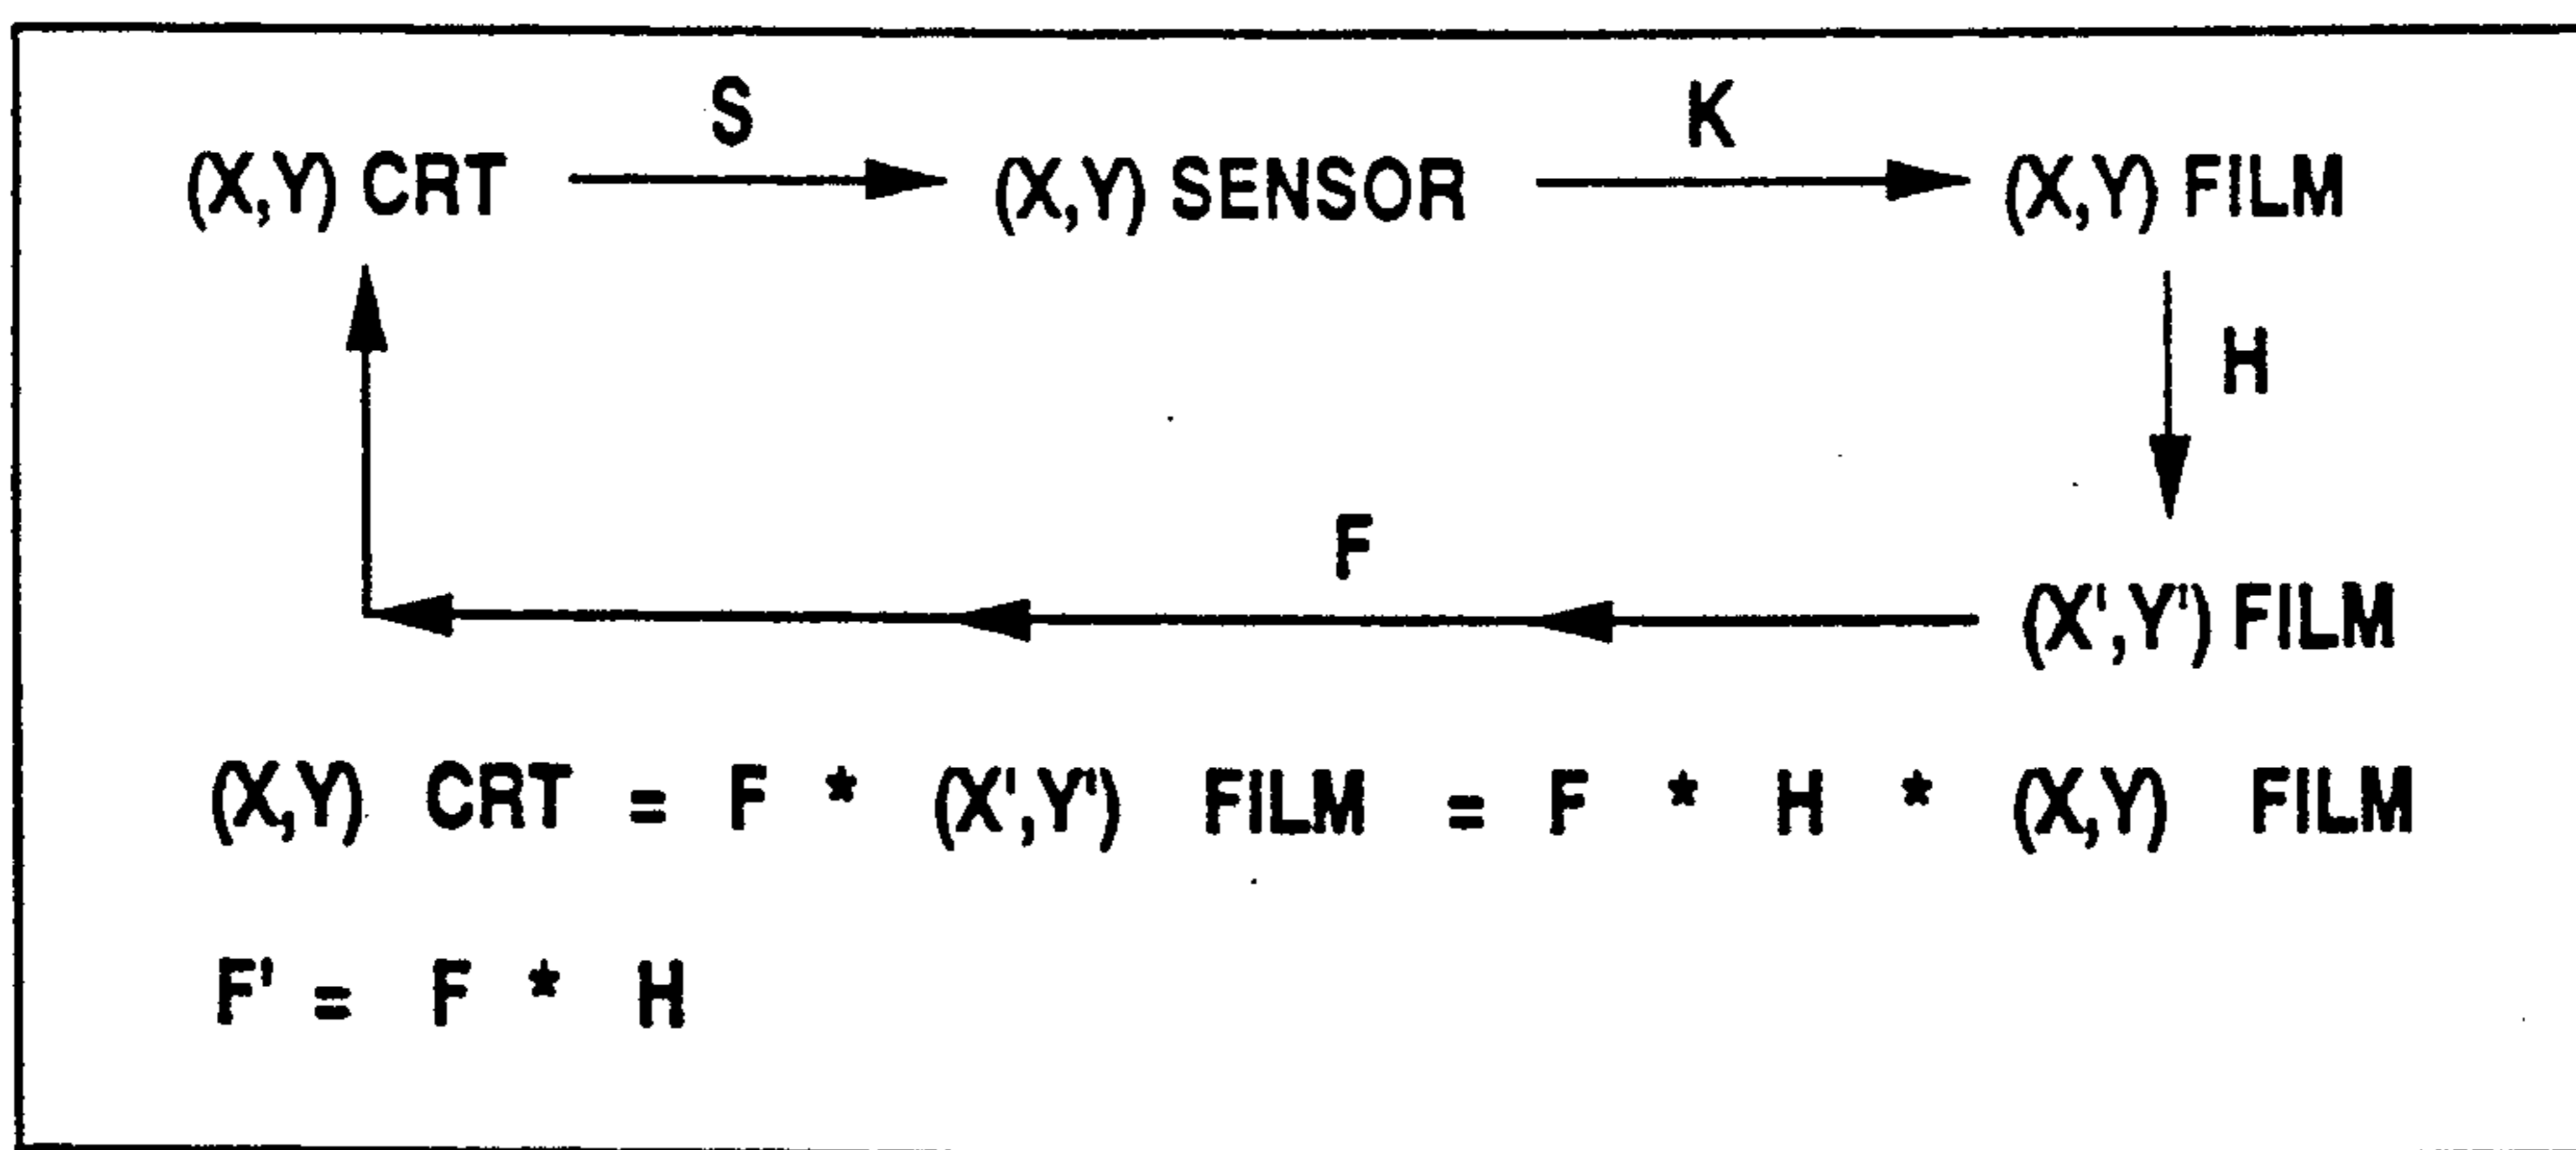 S K
(X,Y) CRT (X,Y) SENSOR (X,Y) FILM
H
F
(X',Y') FILM
(X,Y) CRT = F * (X',Y') FILM = F * H * (X,Y) FILM
F' = F * H